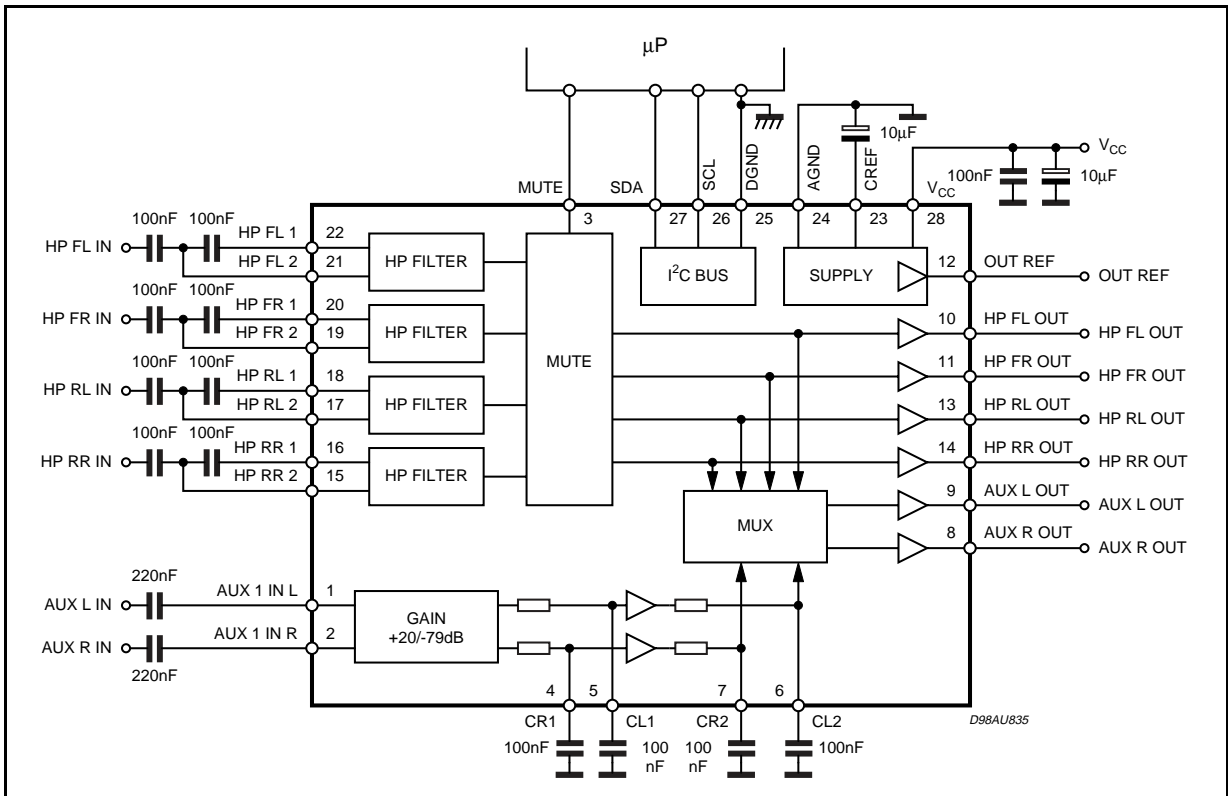 μP
10μF
V_CC
100nF
10μF
MUTE
SDA
SCL
DGND
AGND
CREF
V_CC
3
27
26
25
24
23
28
100nF 100nF
HP FL IN
HP FL 1
22
HP FL 2
21
HP FILTER
I²C BUS
SUPPLY
12
OUT REF
OUT REF
100nF 100nF
HP FR IN
HP FR 1
20
HP FR 2
19
HP FILTER
10
HP FL OUT
HP FL OUT
MUTE
11
HP FR OUT
HP FR OUT
100nF 100nF
HP RL IN
HP RL 1
18
HP RL 2
17
HP FILTER
13
HP RL OUT
HP RL OUT
100nF 100nF
HP RR IN
HP RR 1
16
HP RR 2
15
HP FILTER
14
HP RR OUT
HP RR OUT
MUX
9
AUX L OUT
AUX L OUT
8
AUX R OUT
AUX R OUT
220nF
AUX L IN
AUX 1 IN L
1
GAIN
+20/-79dB
AUX R IN
AUX 1 IN R
2
220nF
4
5
7
6
CR1
CL1
CR2
CL2
D98AU835
100nF
100
nF
100
nF
100nF